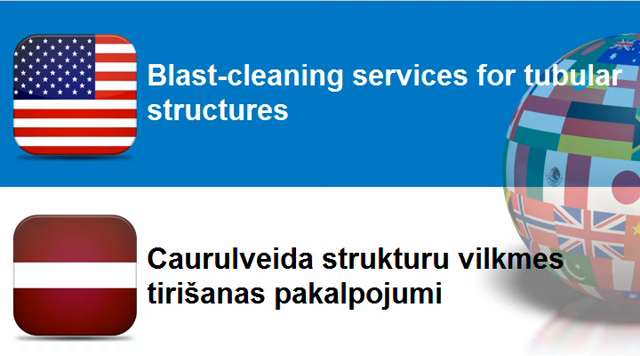 Blast-cleaning services for tubular
structures
Caurulveida strukturu vilkmes
tirišanas pakalpojumi